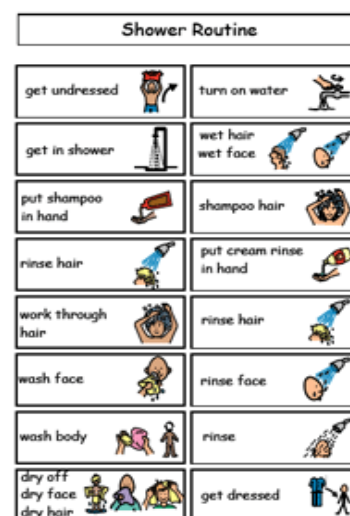 Shower Routine
get undressed
turn on water
get in shower
wet hair
wet face
put shampoo
in hand
shampoo hair
rinse hair
put cream rinse
in hand
work through
hair
rinse hair
wash face
rinse face
wash body
rinse
dry off
dry face
dry hair
get dressed